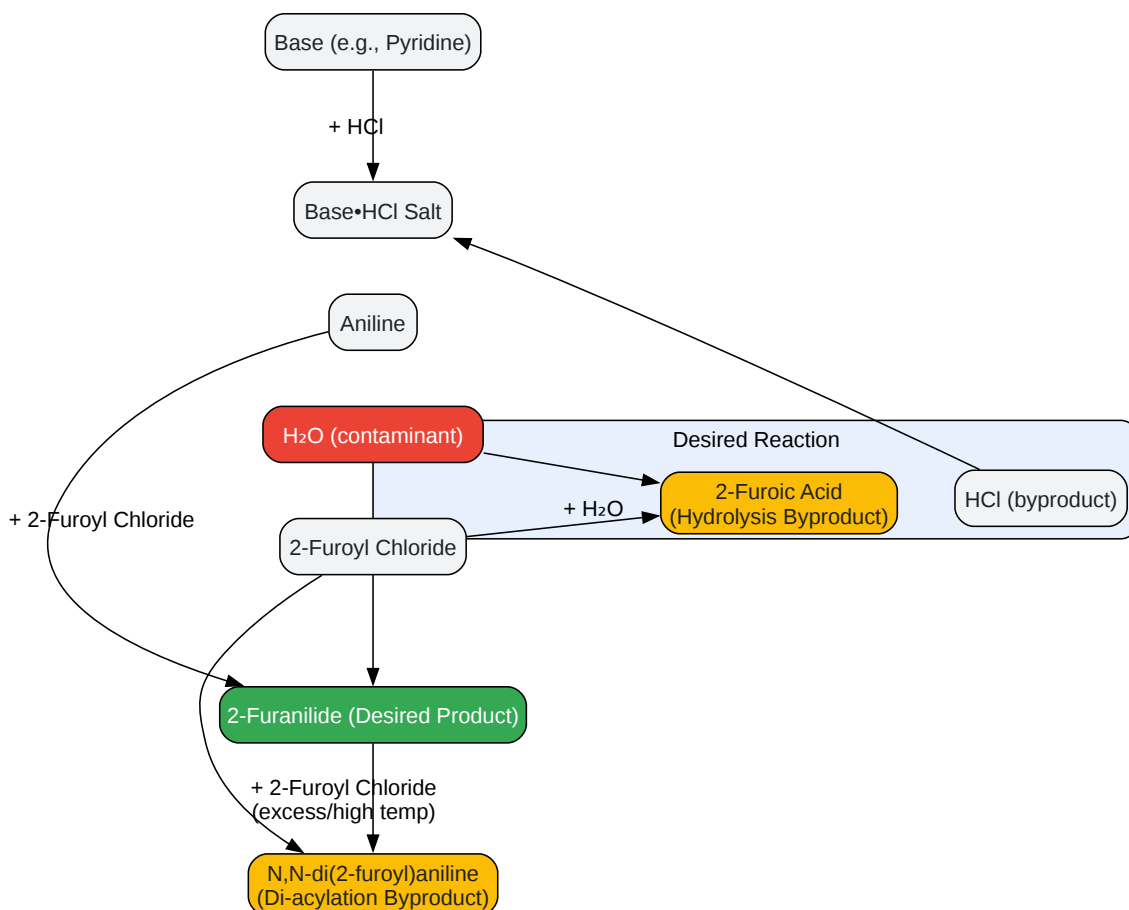 Base (e.g., Pyridine)
+ HCl
Base•HCl Salt
Aniline
H₂O (contaminant)
Desired Reaction
2-Furoic Acid
(Hydrolysis Byproduct)
HCl (byproduct)
+ H₂O
+ 2-Furoyl Chloride
2-Furoyl Chloride
2-Furanilide (Desired Product)
+ 2-Furoyl Chloride
(excess/high temp)
N,N-di(2-furoyl)aniline
(Di-acylation Byproduct)